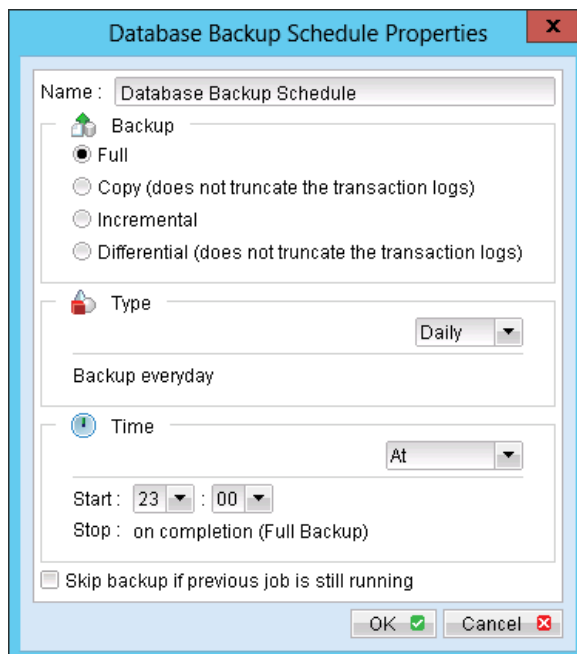 Database Backup Schedule Properties
x
Name : Database Backup Schedule
Backup
Full
Copy (does not truncate the transaction logs)
Incremental
Differential (does not truncate the transaction logs)
Type
Daily
Backup everyday
Time
At
Start : 23 : 00
Stop : on completion (Full Backup)
Skip backup if previous job is still running
OK Cancel